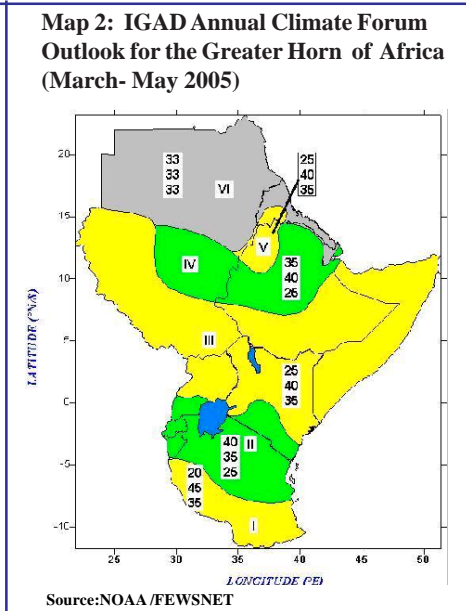 Map 2: IGAD Annual Climate Forum
Outlook for the Greater Horn of Africa
(March- May 2005)
20
15
10
5
0
-5
-10
33
33
33
VI
25
40
35
V
IV
35
40
25
III
25
40
35
II
40
35
25
20
45
35
I
LATITUDE (°N/S)
25 30 35 40 45 50
LONGITUDE (°E)
Source:NOAA /FEWSNET